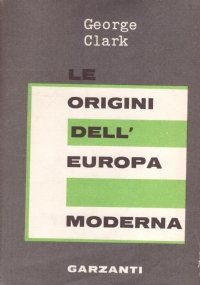 George
Clark
LE
ORIGINI
DELL'
EUROPA
MODERNA
GARZANTI